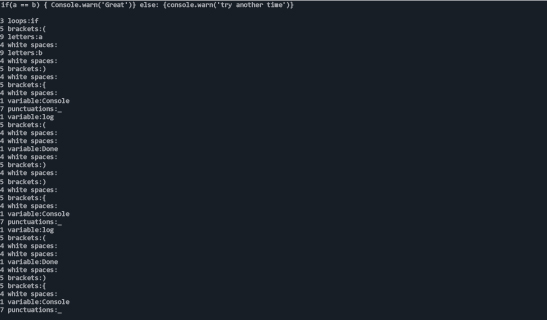 if(a == b) { Console.warn('Great')} else: {console.warn('try another time')}
3 loops:if
5 brackets:(
9 letters:a
4 white spaces:
9 letters:b
4 white spaces:
5 brackets:)
4 white spaces:
5 brackets:{
4 white spaces:
1 variable:Console
7 punctuations:_
1 variable:log
5 brackets:(
4 white spaces:
4 white spaces:
1 variable:Done
4 white spaces:
5 brackets:)
4 white spaces:
5 brackets:)
4 white spaces:
5 brackets:{
4 white spaces:
1 variable:Console
7 punctuations:_
1 variable:log
5 brackets:(
4 white spaces:
4 white spaces:
1 variable:Done
4 white spaces:
5 brackets:)
5 brackets:{
4 white spaces:
1 variable:Console
7 punctuations:_